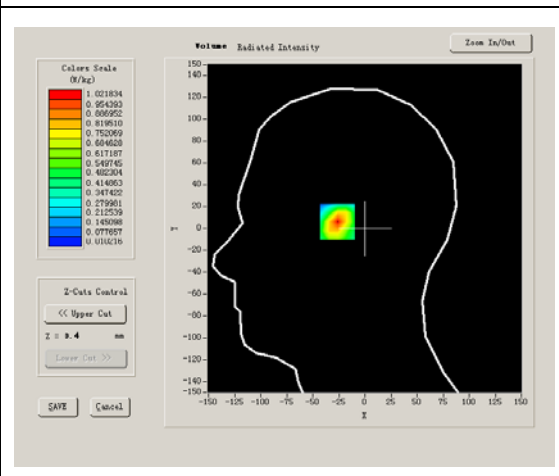 Volume Radiated Intensity
Zoom In/Out
Colors Scale
(W/kg)
1.021834
0.954393
0.886952
0.819510
0.752069
0.684628
0.617187
0.549745
0.482304
0.414863
0.347422
0.279981
0.212539
0.145098
0.077657
0.010216
150
140
120
100
80
60
40
20
0
-20
-40
-60
-80
-100
-120
-140
-150
Y
-150 -125 -100 -75 -50 -25 0 25 50 75 100 125 150
X
Z-Cuts Control
<< Upper Cut
Z = 0.4 mm
Lower Cut >>
SAVE
Cancel